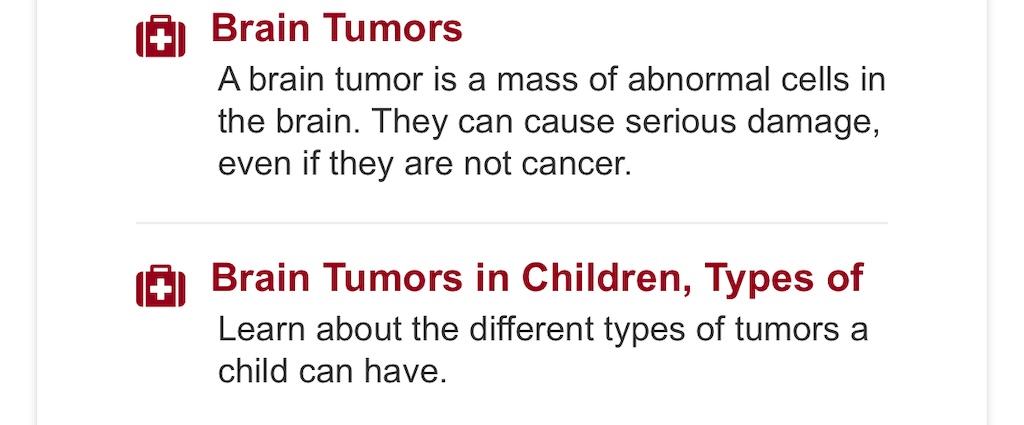 Brain Tumors
A brain tumor is a mass of abnormal cells in
the brain. They can cause serious damage,
even if they are not cancer.
Brain Tumors in Children, Types of
Learn about the different types of tumors a
child can have.